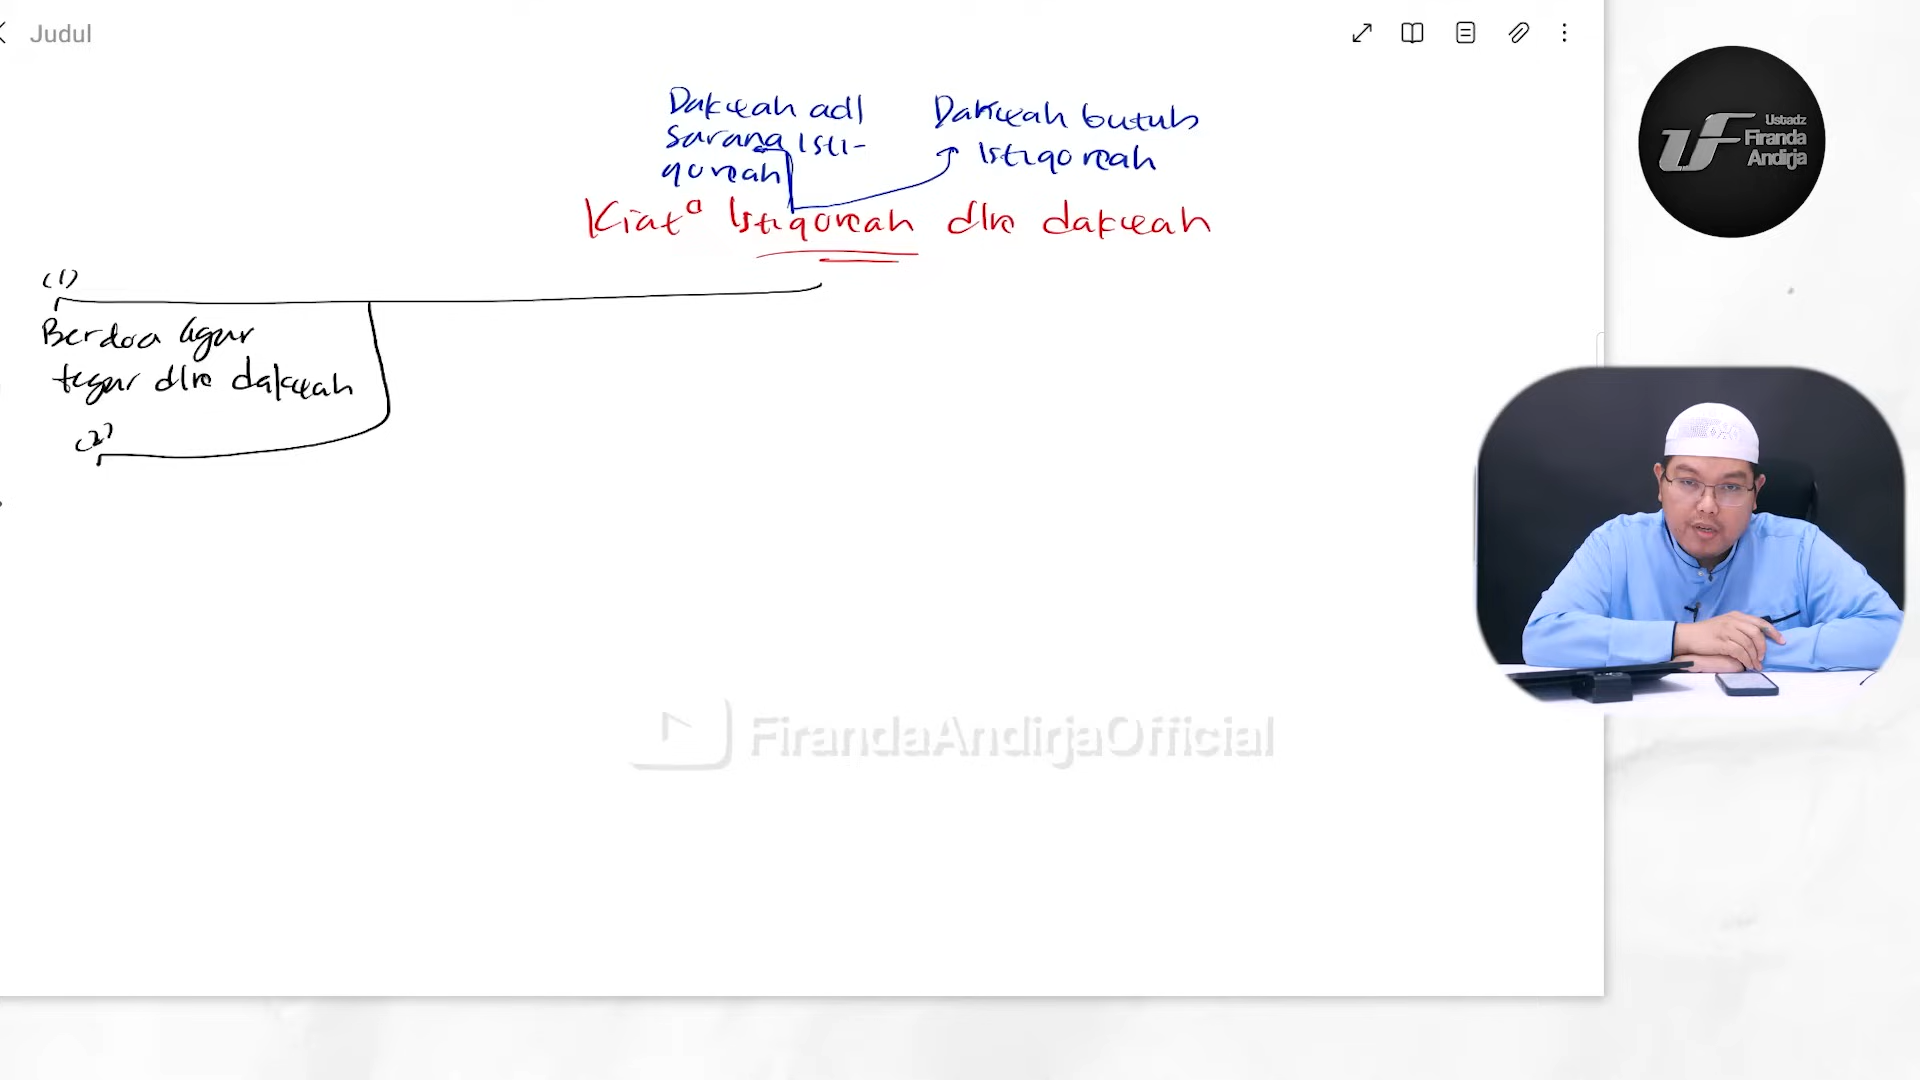 Judul
Dakwah adl
sarana isti-
qomah
Dakwah butuh
istiqomah
Kiat² Istiqomah dlm dakwah
(1)
Berdoa agar
tegar dlm dakwah
(2)
Ustadz
Firanda
Andirja
FirandaAndirjaOfficial